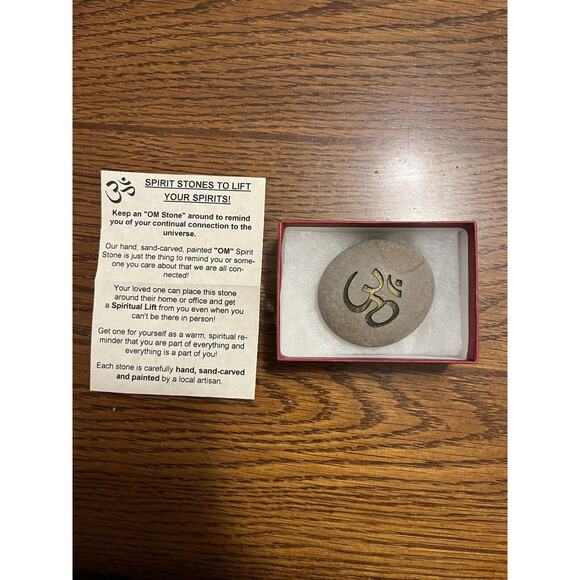 ॐ
SPIRIT STONES TO LIFT
YOUR SPIRITS!
Keep an "OM Stone" around to remind
you of your continual connection to the
universe.
Our hand, sand-carved, painted "OM" Spirit
Stone is just the thing to remind you or some-
one you care about that we are all con-
nected!
Your loved one can place this stone
around their home or office and get
a Spiritual Lift from you even when you
can't be there in person!
Get one for yourself as a warm, spiritual re-
minder that you are part of everything and
everything is a part of you!
Each stone is carefully hand, sand-carved
and painted by a local artisan.
ॐ